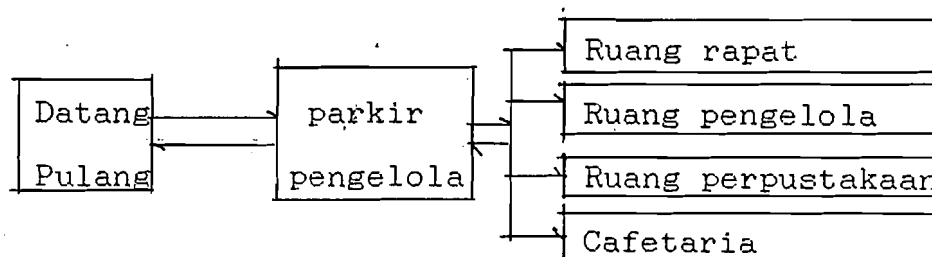 Datang
Pulang
parkir
pengelola
Ruang rapat
Ruang pengelola
Ruang perpustakaan
Cafetaria